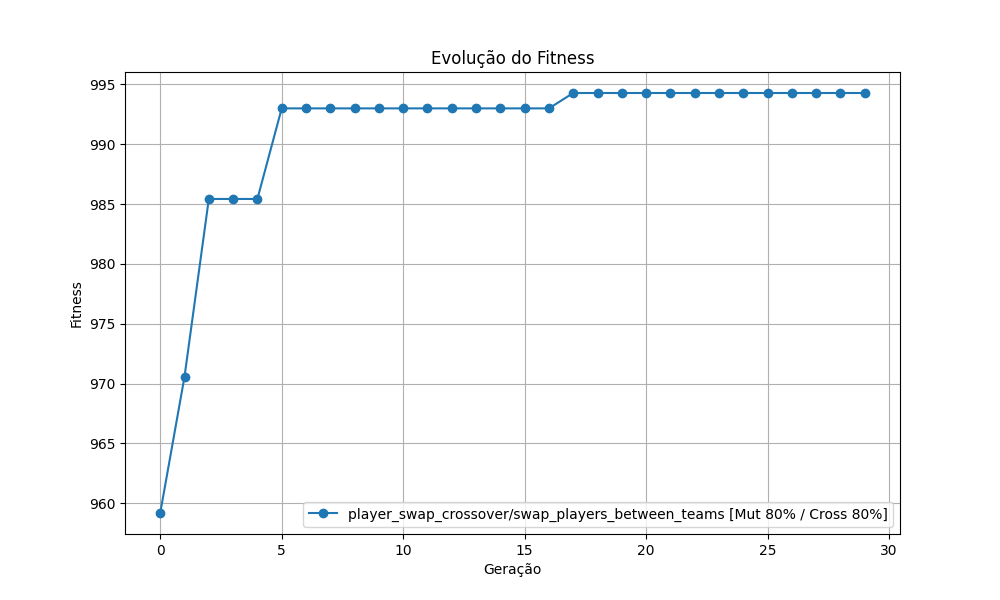 Evolução do Fitness
Fitness
995
990
985
980
975
970
965
960
0 5 10 15 20 25 30
Geração
player_swap_crossover/swap_players_between_teams [Mut 80% / Cross 80%]